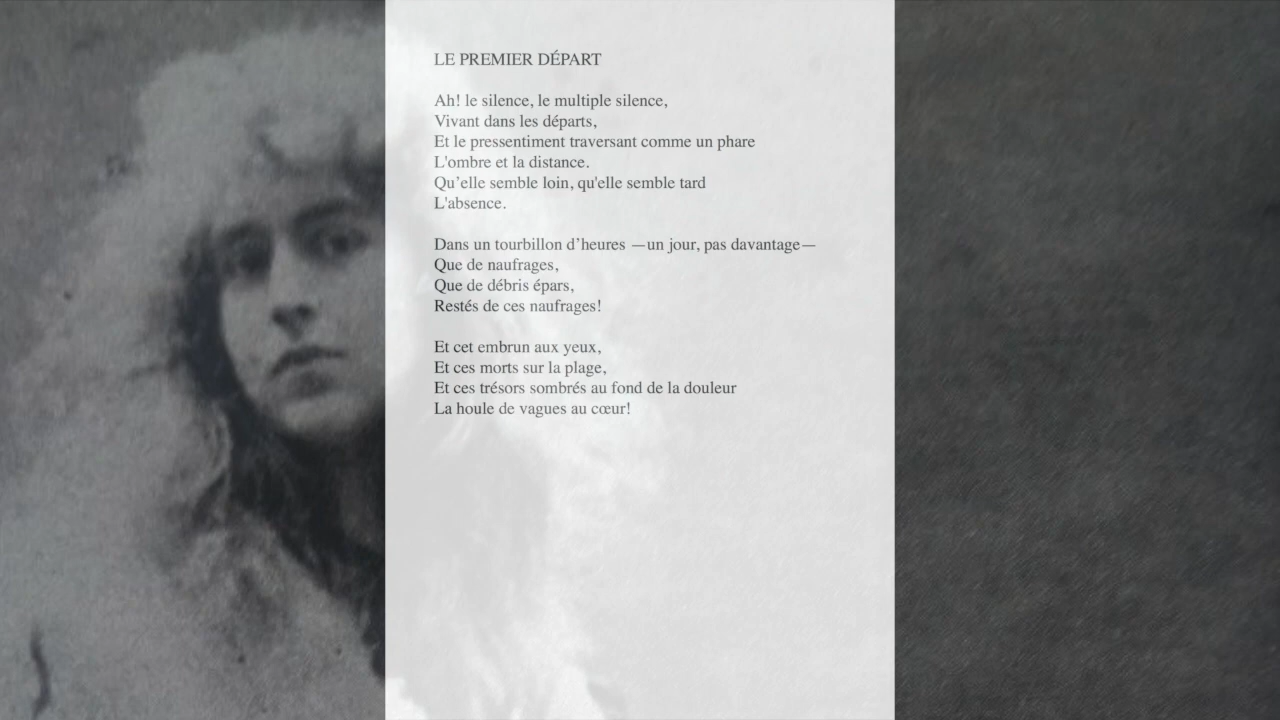 LE PREMIER DÉPART
Ah! le silence, le multiple silence,
Vivant dans les départs,
Et le pressentiment traversant comme un phare
L'ombre et la distance.
Qu’elle semble loin, qu'elle semble tard
L'absence.
Dans un tourbillon d’heures —un jour, pas davantage—
Que de naufrages,
Que de débris épars,
Restés de ces naufrages!
Et cet embrun aux yeux,
Et ces morts sur la plage,
Et ces trésors sombrés au fond de la douleur
La houle de vagues au cœur!